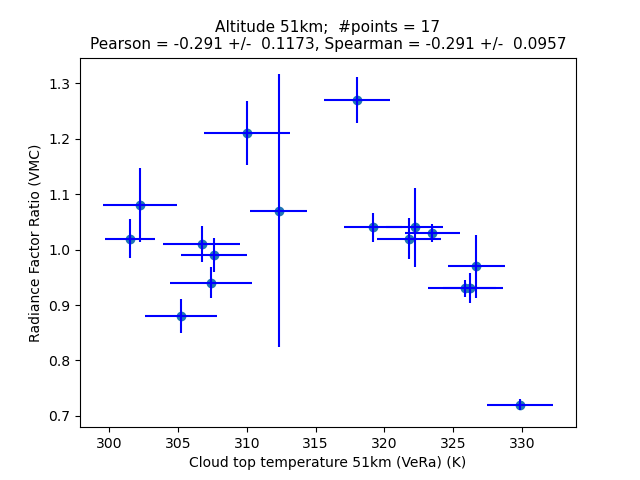 Altitude 51km;  #points = 17
Pearson = -0.291 +/-  0.1173, Spearman = -0.291 +/-  0.0957
1.3
1.2
1.1
1.0
0.9
0.8
0.7
Radiance Factor Ratio (VMC)
300 305 310 315 320 325 330
Cloud top temperature 51km (VeRa) (K)